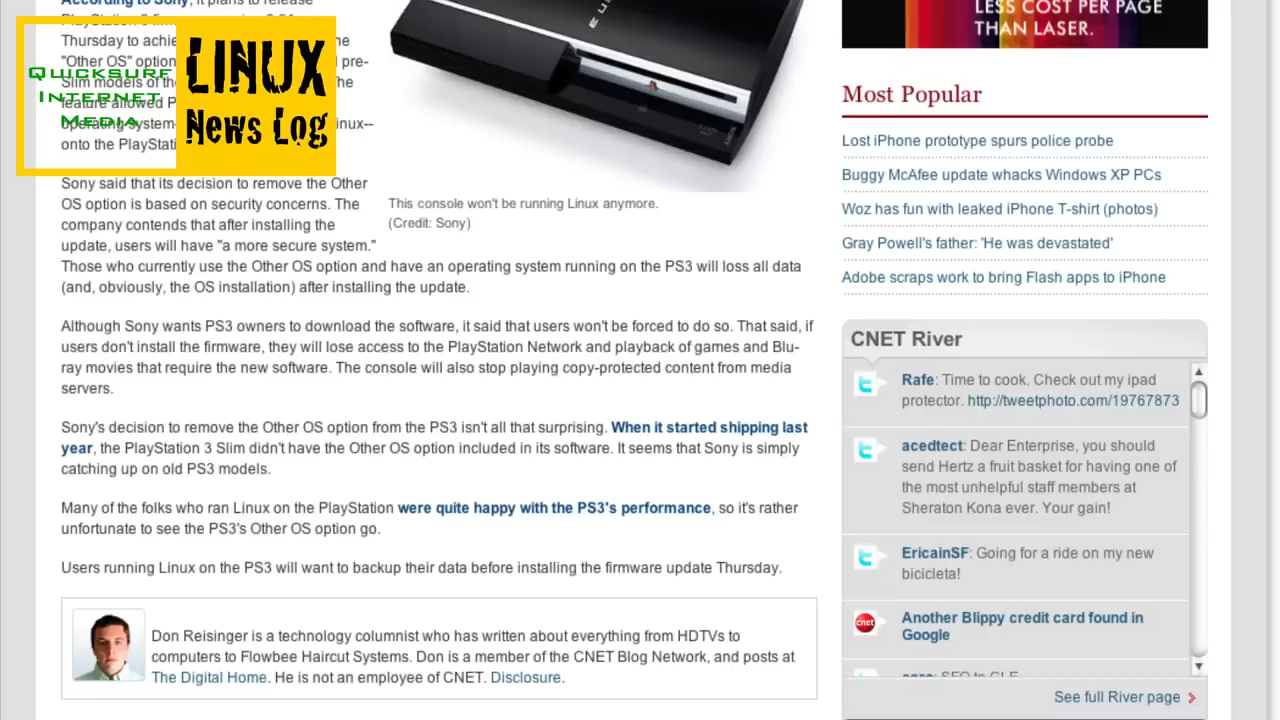 According to Sony, it plans to release
Thursday to achie
"Other OS" option
pre-
Slim models of the
The
feature allowed P
operating-system-
inux--
onto the PlayStati
QUICKSURF
INTERNET
MEDIA
LINUX
News Log
Sony said that its decision to remove the Other
OS option is based on security concerns. The
company contends that after installing the
update, users will have "a more secure system."
Those who currently use the Other OS option and have an operating system running on the PS3 will loss all data
(and, obviously, the OS installation) after installing the update.
This console won't be running Linux anymore.
(Credit: Sony)
Although Sony wants PS3 owners to download the software, it said that users won't be forced to do so. That said, if
users don't install the firmware, they will lose access to the PlayStation Network and playback of games and Blu-
ray movies that require the new software. The console will also stop playing copy-protected content from media
servers.
Sony's decision to remove the Other OS option from the PS3 isn't all that surprising. When it started shipping last
year, the PlayStation 3 Slim didn't have the Other OS option included in its software. It seems that Sony is simply
catching up on old PS3 models.
Many of the folks who ran Linux on the PlayStation were quite happy with the PS3's performance, so it's rather
unfortunate to see the PS3's Other OS option go.
Users running Linux on the PS3 will want to backup their data before installing the firmware update Thursday.
Don Reisinger is a technology columnist who has written about everything from HDTVs to
computers to Flowbee Haircut Systems. Don is a member of the CNET Blog Network, and posts at
The Digital Home. He is not an employee of CNET. Disclosure.
LESS COST PER PAGE
THAN LASER.
Most Popular
Lost iPhone prototype spurs police probe
Buggy McAfee update whacks Windows XP PCs
Woz has fun with leaked iPhone T-shirt (photos)
Gray Powell's father: 'He was devastated'
Adobe scraps work to bring Flash apps to iPhone
CNET River
Rafe: Time to cook. Check out my ipad
protector. http://tweetphoto.com/19767873
acedtect: Dear Enterprise, you should
send Hertz a fruit basket for having one of
the most unhelpful staff members at
Sheraton Kona ever. Your gain!
EricainSF: Going for a ride on my new
bicicleta!
cnet
Another Blippy credit card found in
Google
See full River page